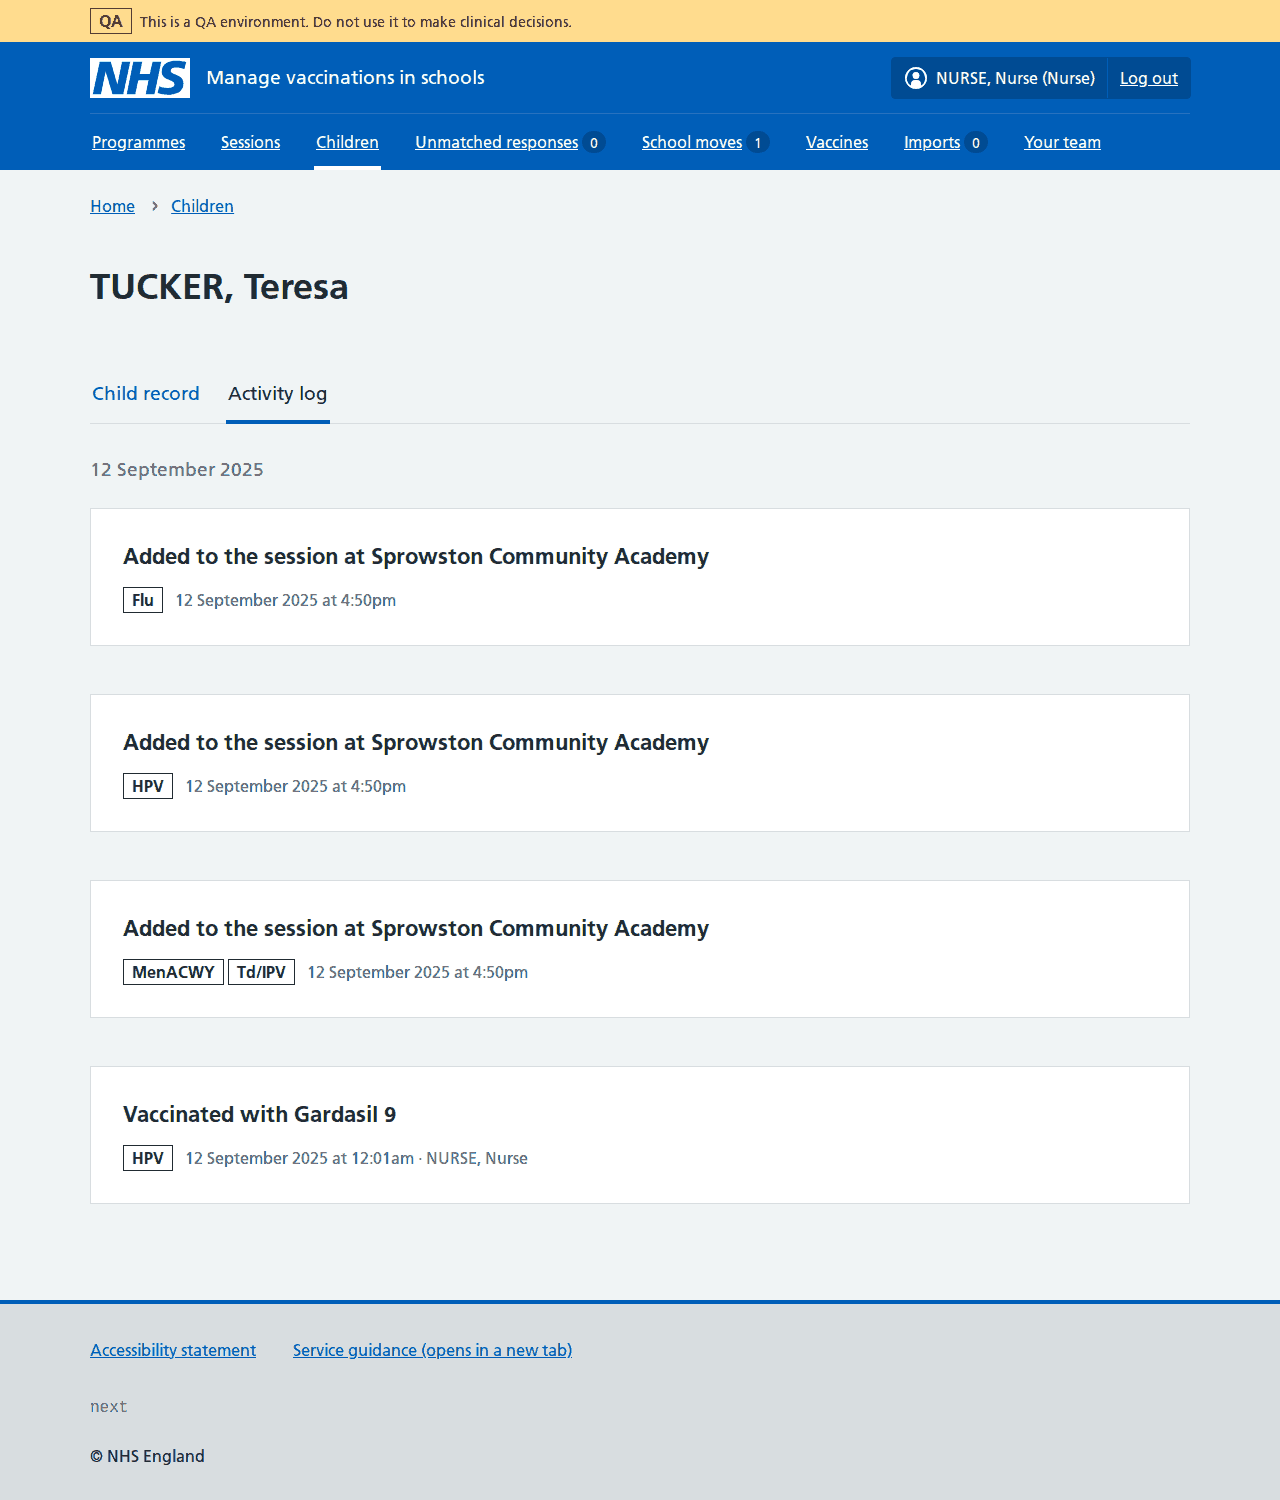 QA This is a QA environment. Do not use it to make clinical decisions.
NHS Manage vaccinations in schools NURSE, Nurse (Nurse) Log out
Programmes Sessions Children Unmatched responses 0 School moves 1 Vaccines Imports 0 Your team
Home › Children
TUCKER, Teresa
Child record Activity log
12 September 2025
Added to the session at Sprowston Community Academy
Flu 12 September 2025 at 4:50pm
Added to the session at Sprowston Community Academy
HPV 12 September 2025 at 4:50pm
Added to the session at Sprowston Community Academy
MenACWY Td/IPV 12 September 2025 at 4:50pm
Vaccinated with Gardasil 9
HPV 12 September 2025 at 12:01am · NURSE, Nurse
Accessibility statement Service guidance (opens in a new tab)
next
© NHS England